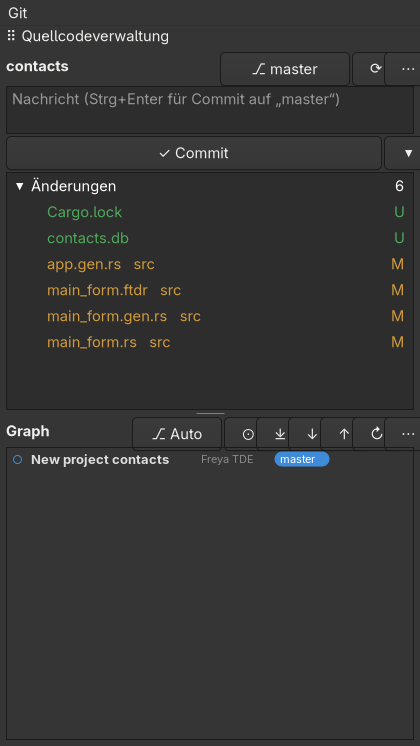 Git
Quellcodeverwaltung
contacts
master
Nachricht (Strg+Enter für Commit auf „master“)
✓ Commit
Änderungen 6
Cargo.lock U
contacts.db U
app.gen.rs src M
main_form.ftdr src M
main_form.gen.rs src M
main_form.rs src M
Graph
Auto
New project contacts Freya TDE master